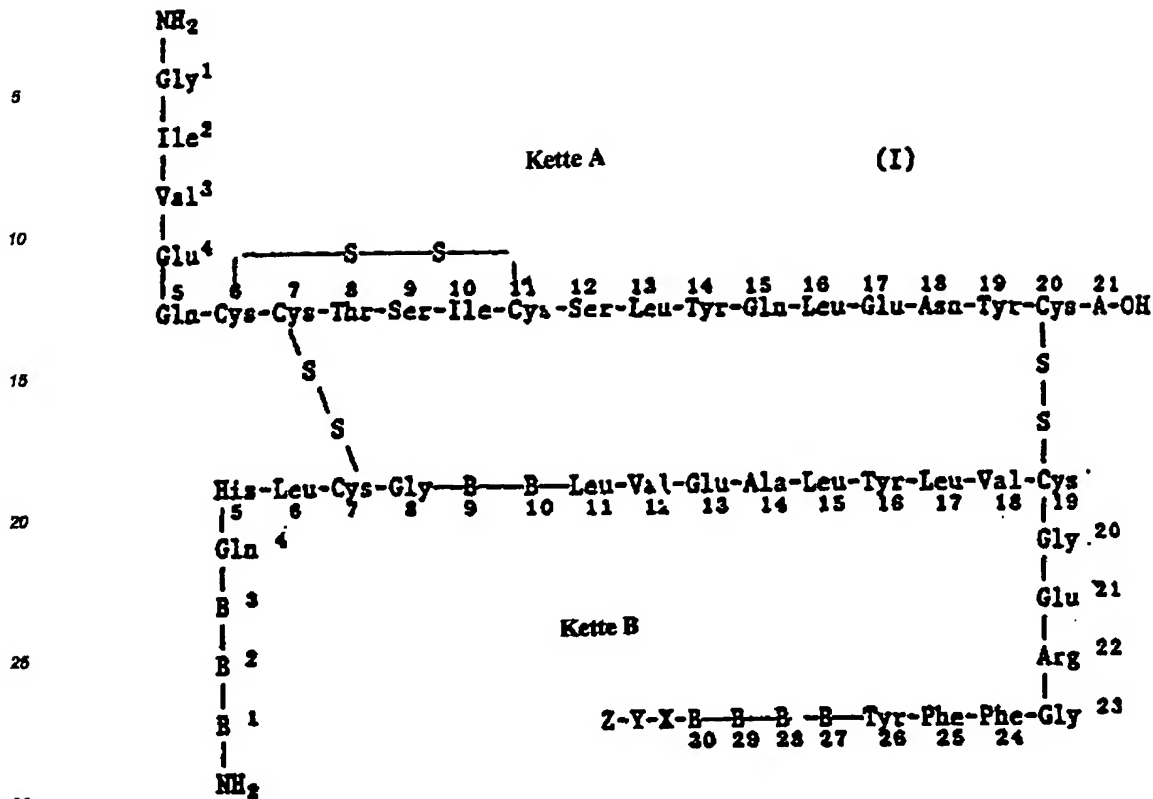 NH2
Gly1
5
Ile2
Kette A (I)
Val3
10
Glu4
S S
5 6 7 8 9 10 11 12 13 14 15 16 17 18 19 20 21
Gln-Cys-Cys-Thr-Ser-Ile-Cys-Ser-Leu-Tyr-Gln-Leu-Glu-Asn-Tyr-Cys-A-OH
S S
15
S S
His-Leu-Cys-Gly-B-B-Leu-Val-Glu-Ala-Leu-Tyr-Leu-Val-Cys
5 6 7 8 9 10 11 12 13 14 15 16 17 18 19
20
Gln 4 Gly 20
B 3 Glu 21
Kette B
25
B 2 Arg 22
B 1 Z-Y-X-B-B-B-B-Tyr-Phe-Phe-Gly 23
30 29 28 27 26 25 24
NH2